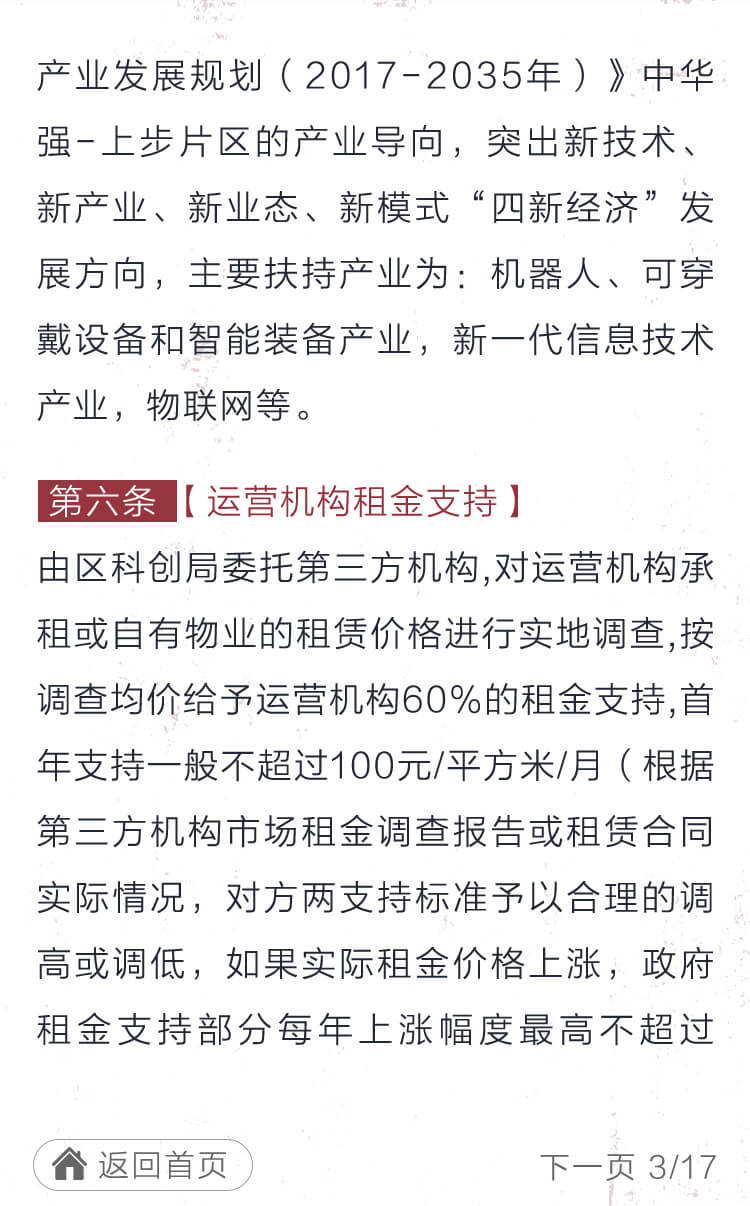 产业发展规划（2017-2035年）》中华
强-上步片区的产业导向，突出新技术、
新产业、新业态、新模式“四新经济”发
展方向，主要扶持产业为：机器人、可穿
戴设备和智能装备产业，新一代信息技术
产业，物联网等。
第六条【运营机构租金支持】
由区科创局委托第三方机构,对运营机构承
租或自有物业的租赁价格进行实地调查,按
调查均价给予运营机构60%的租金支持,首
年支持一般不超过100元/平方米/月（根据
第三方机构市场租金调查报告或租赁合同
实际情况，对方两支持标准予以合理的调
高或调低，如果实际租金价格上涨，政府
租金支持部分每年上涨幅度最高不超过
返回首页
下一页 3/17